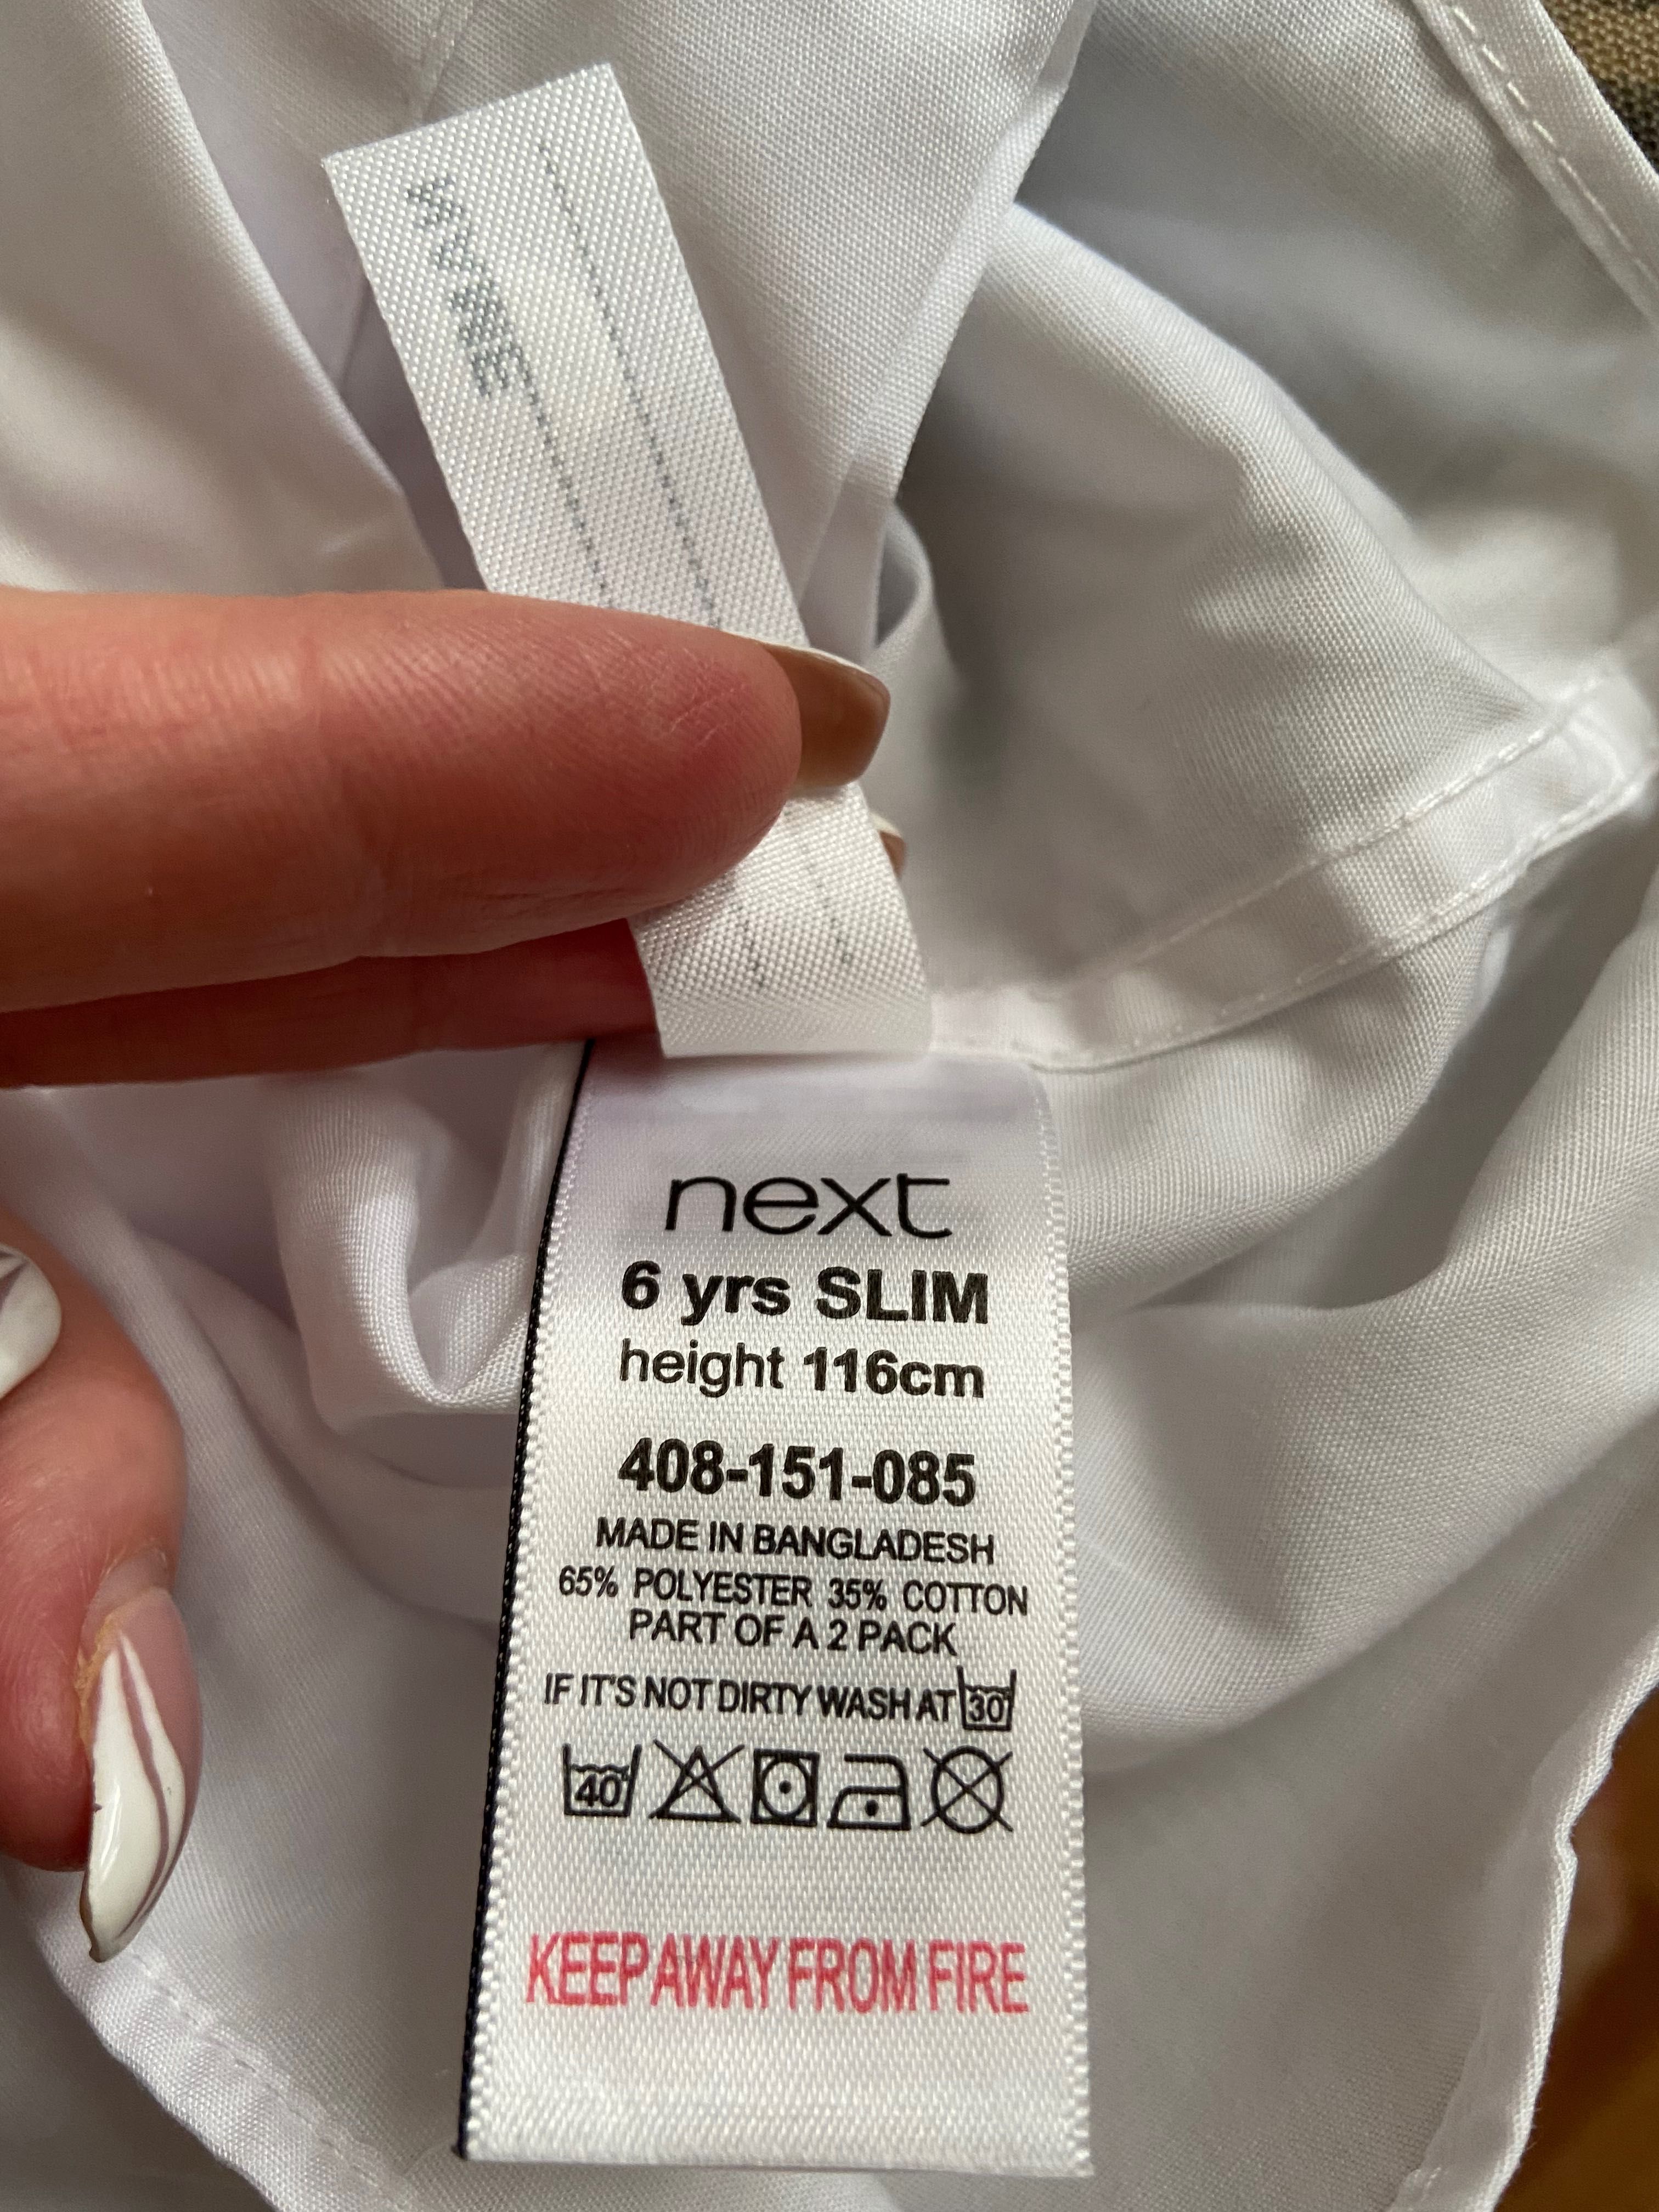 NAME
next
6 yrs SLIM
height 116cm
408-151-085
MADE IN BANGLADESH
65% POLYESTER 35% COTTON
PART OF A 2 PACK
IF IT'S NOT DIRTY WASH AT 30
40
KEEP AWAY FROM FIRE